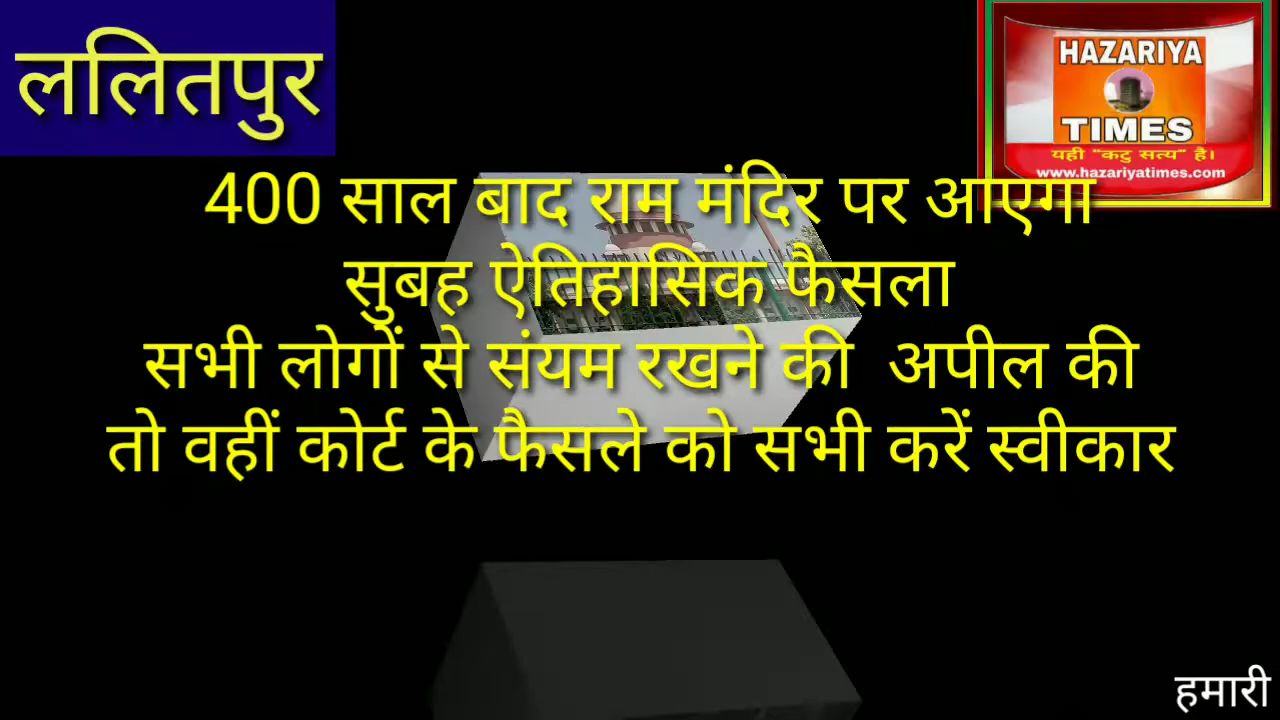 ललितपुर
HAZARIYA
TIMES
यही "कटु सत्य" है।
www.hazariyatimes.com
400 साल बाद राम मंदिर पर आएगा
सुबह ऐतिहासिक फैसला
सभी लोगों से संयम रखने की अपील की
तो वहीं कोर्ट के फैसले को सभी करें स्वीकार
हमारी